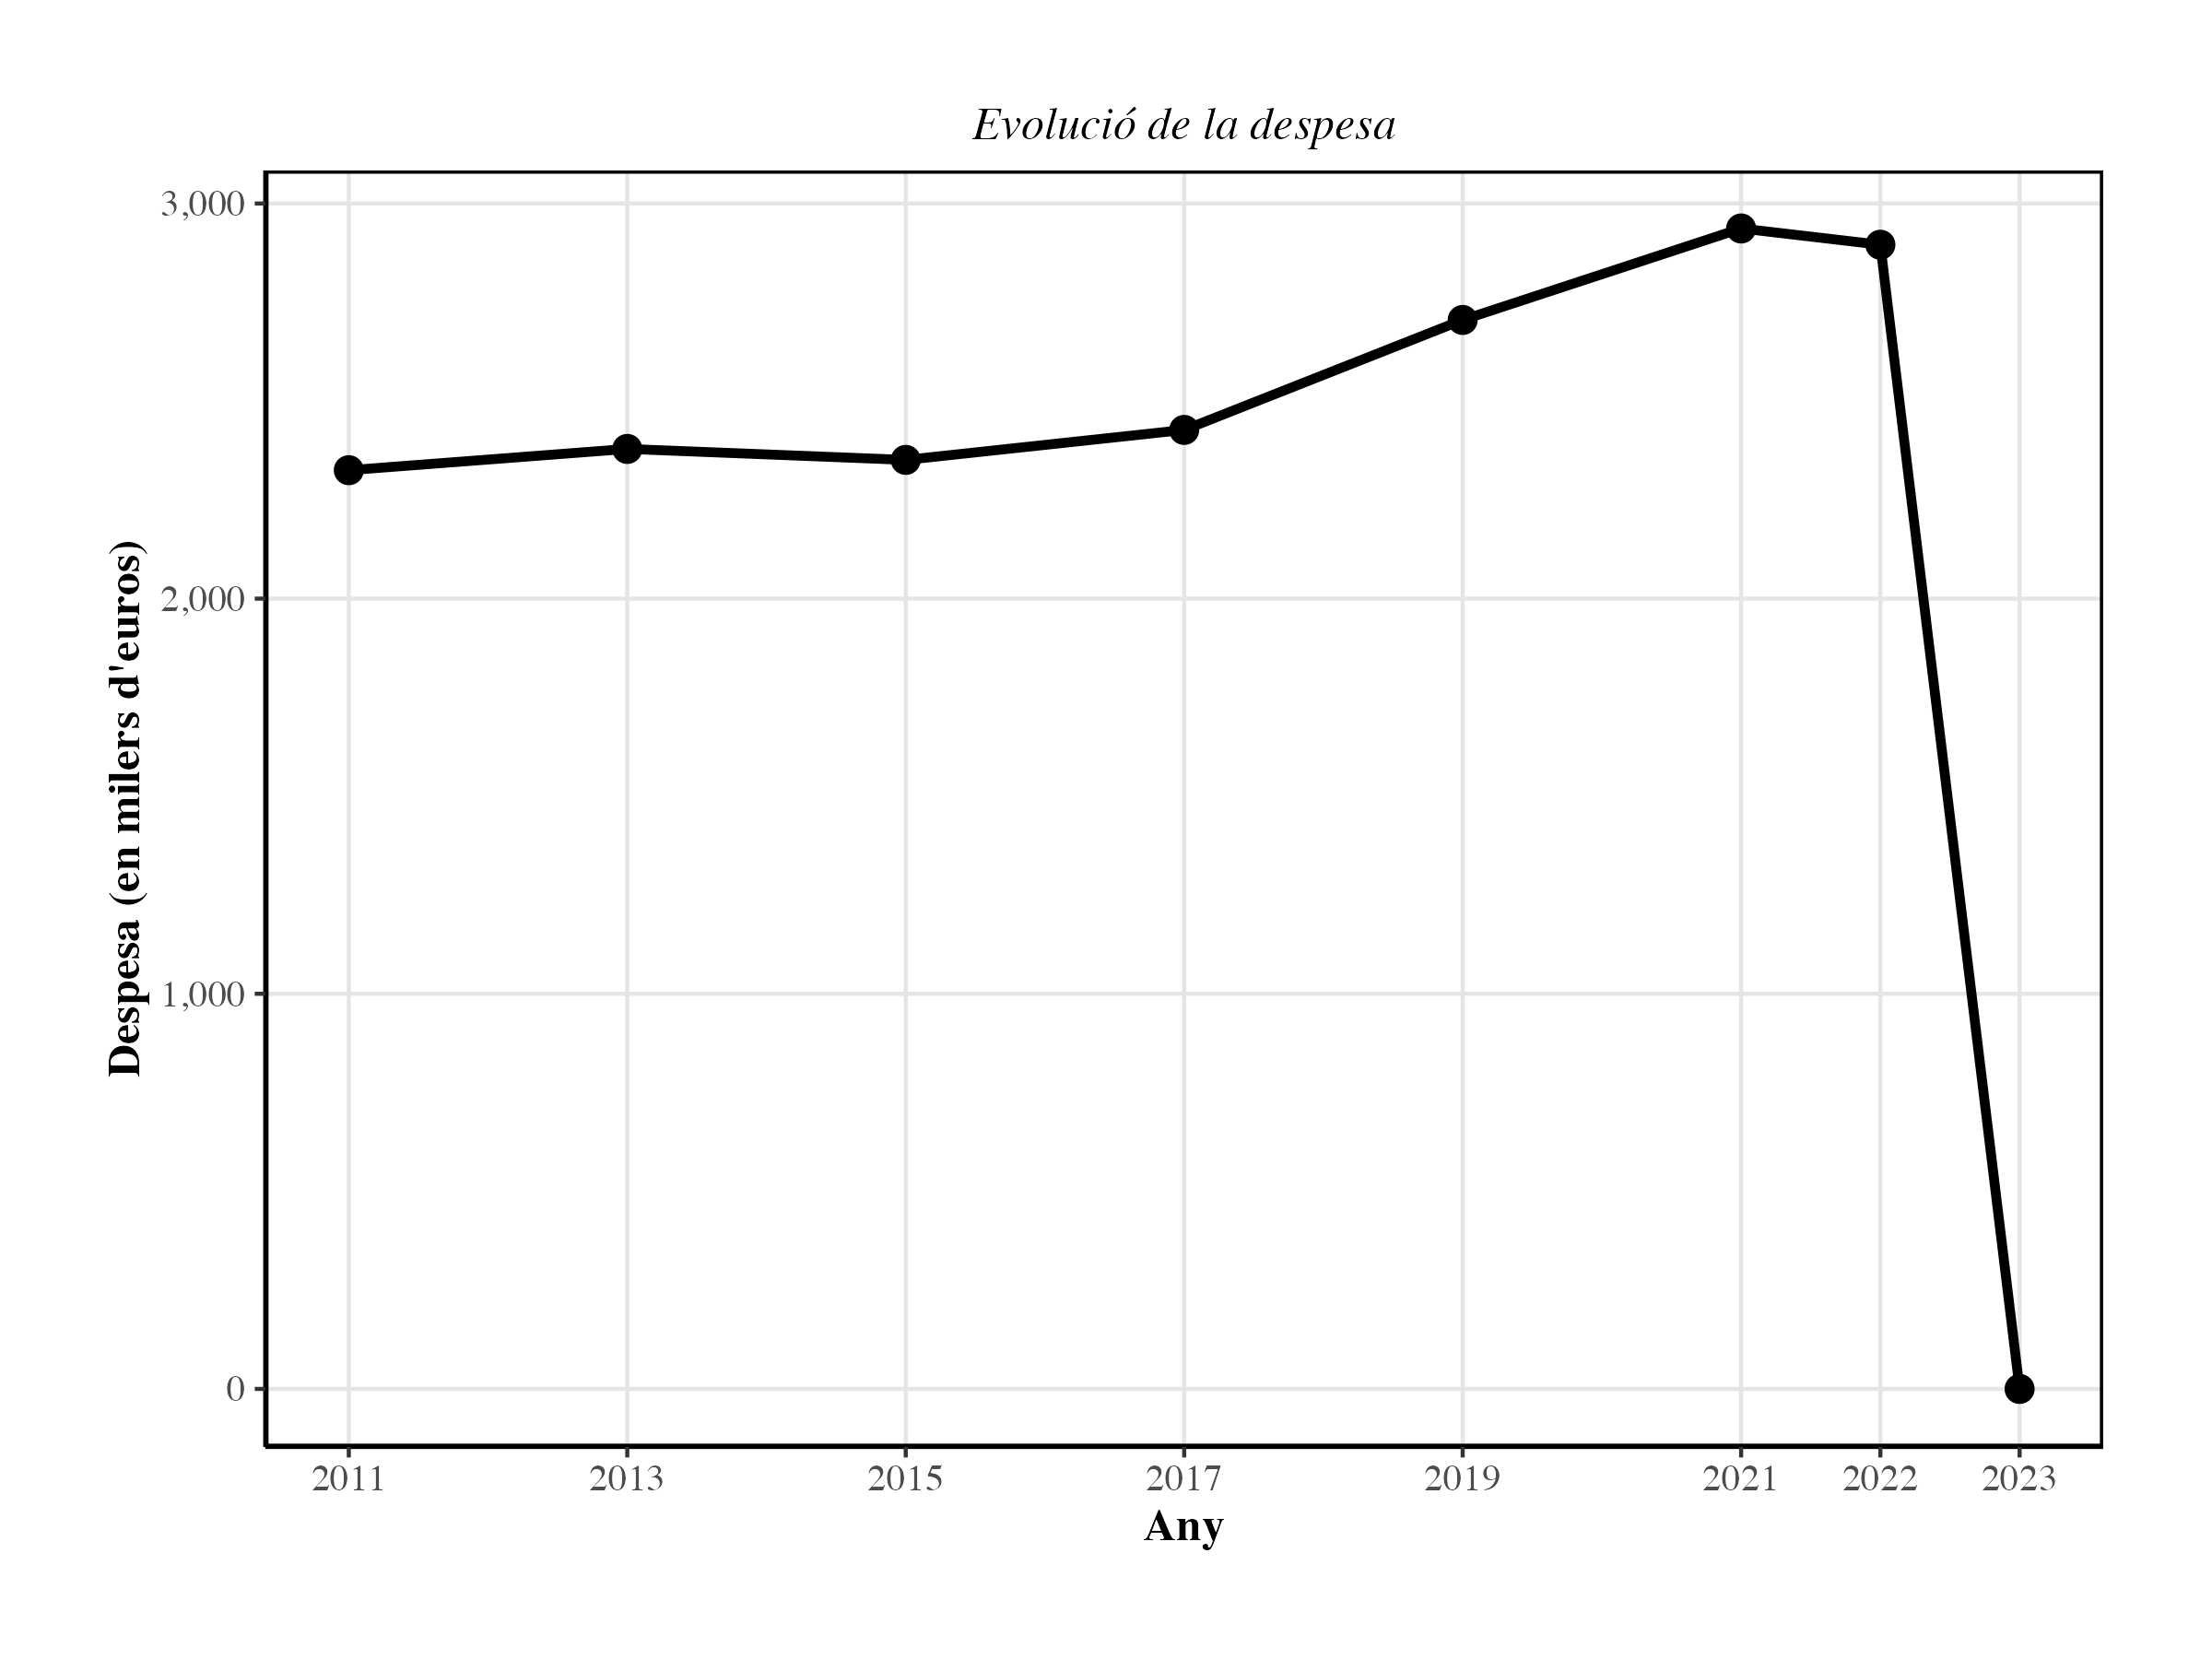 Evolució de la despesa
Despesa (en milers d'euros)
3,000
2,000
1,000
0
2011 2013 2015 2017 2019 2021 2022 2023
Any